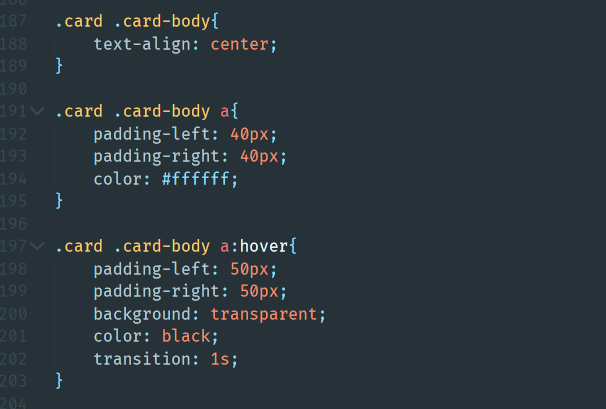 186
187 .card .card-body{
188 text-align: center;
189 }
190
191 .card .card-body a{
192 padding-left: 40px;
193 padding-right: 40px;
194 color: #ffffff;
195 }
196
197 .card .card-body a:hover{
198 padding-left: 50px;
199 padding-right: 50px;
200 background: transparent;
201 color: black;
202 transition: 1s;
203 }
204